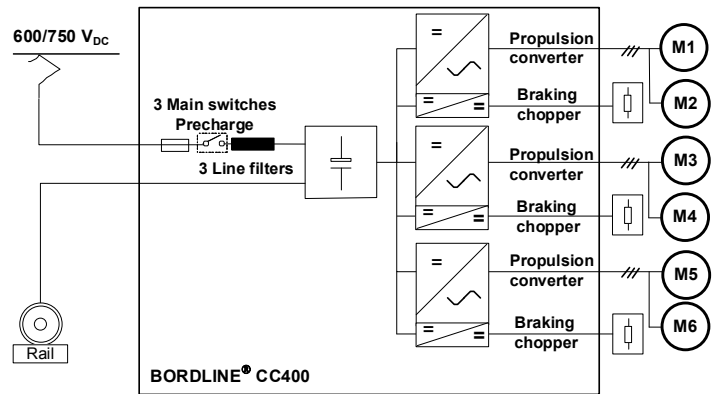 600/750 VDC
3 Main switches
Precharge
3 Line filters
Rail
BORDLINE® CC400
=
Propulsion
converter
M1
= =
Braking
chopper
M2
=
Propulsion
converter
M3
= =
Braking
chopper
M4
=
Propulsion
converter
M5
= =
Braking
chopper
M6